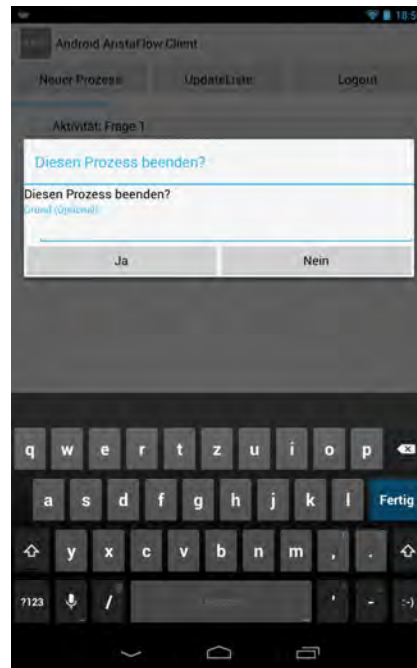 18:5
Android AristaFlow Client
Neuer Prozess UpdateListe Logout
Aktivität: Frage 1
Diesen Prozess beenden?
Diesen Prozess beenden?
Grund (Optional)
Ja Nein
q w e r t z u i o p
a s d f g h j k l Fertig
y x c v b n m , .
?123 / ' - :-)